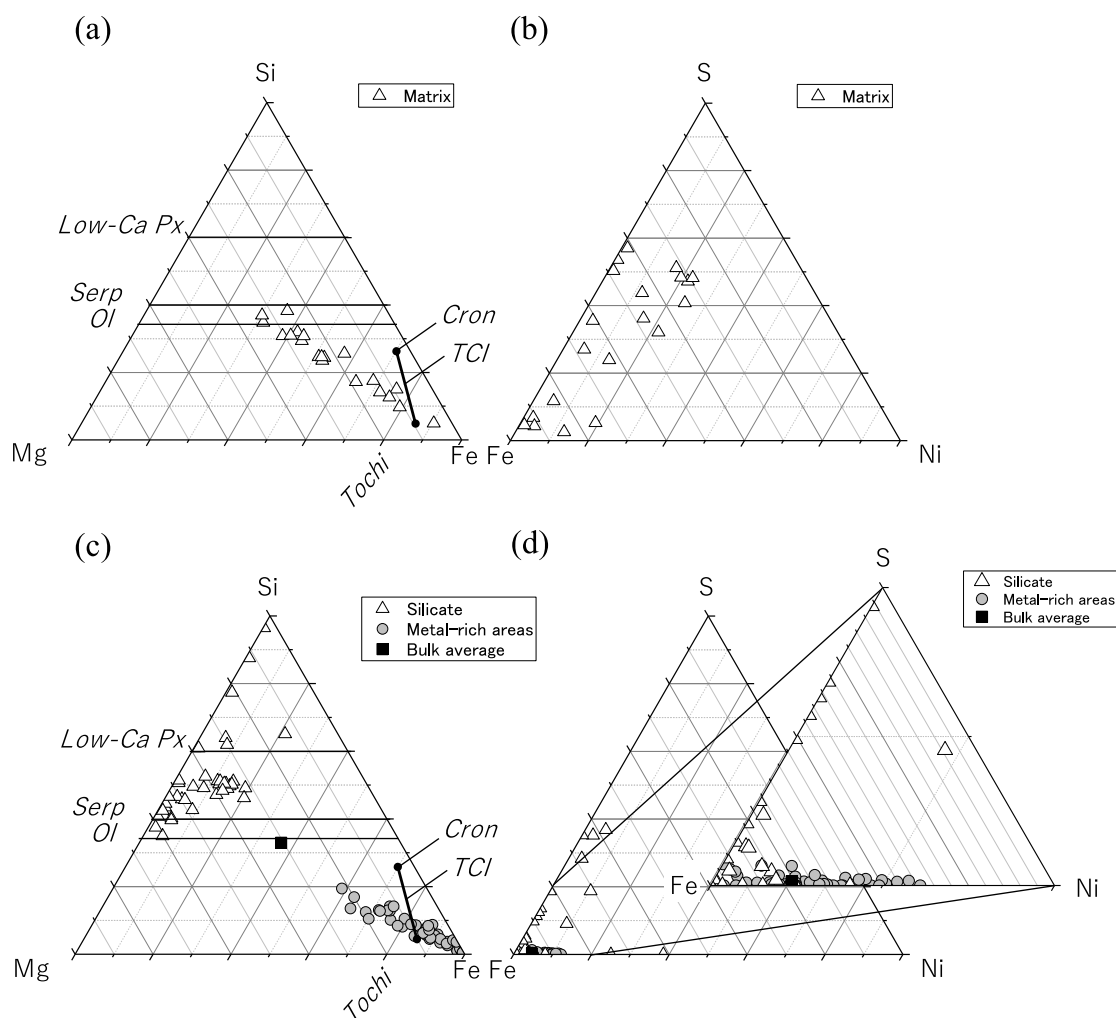 (a)
Si
Matrix
Low-Ca Px
Serp
Ol
Cron
TCI
Mg
Fe
Tochi
(b)
S
Matrix
Fe
Ni
(c)
Si
Silicate
Metal-rich areas
Bulk average
Low-Ca Px
Serp
Ol
Cron
TCI
Mg
Fe
Tochi
(d)
S
S
Silicate
Metal-rich areas
Bulk average
Fe
Ni
Fe
Ni